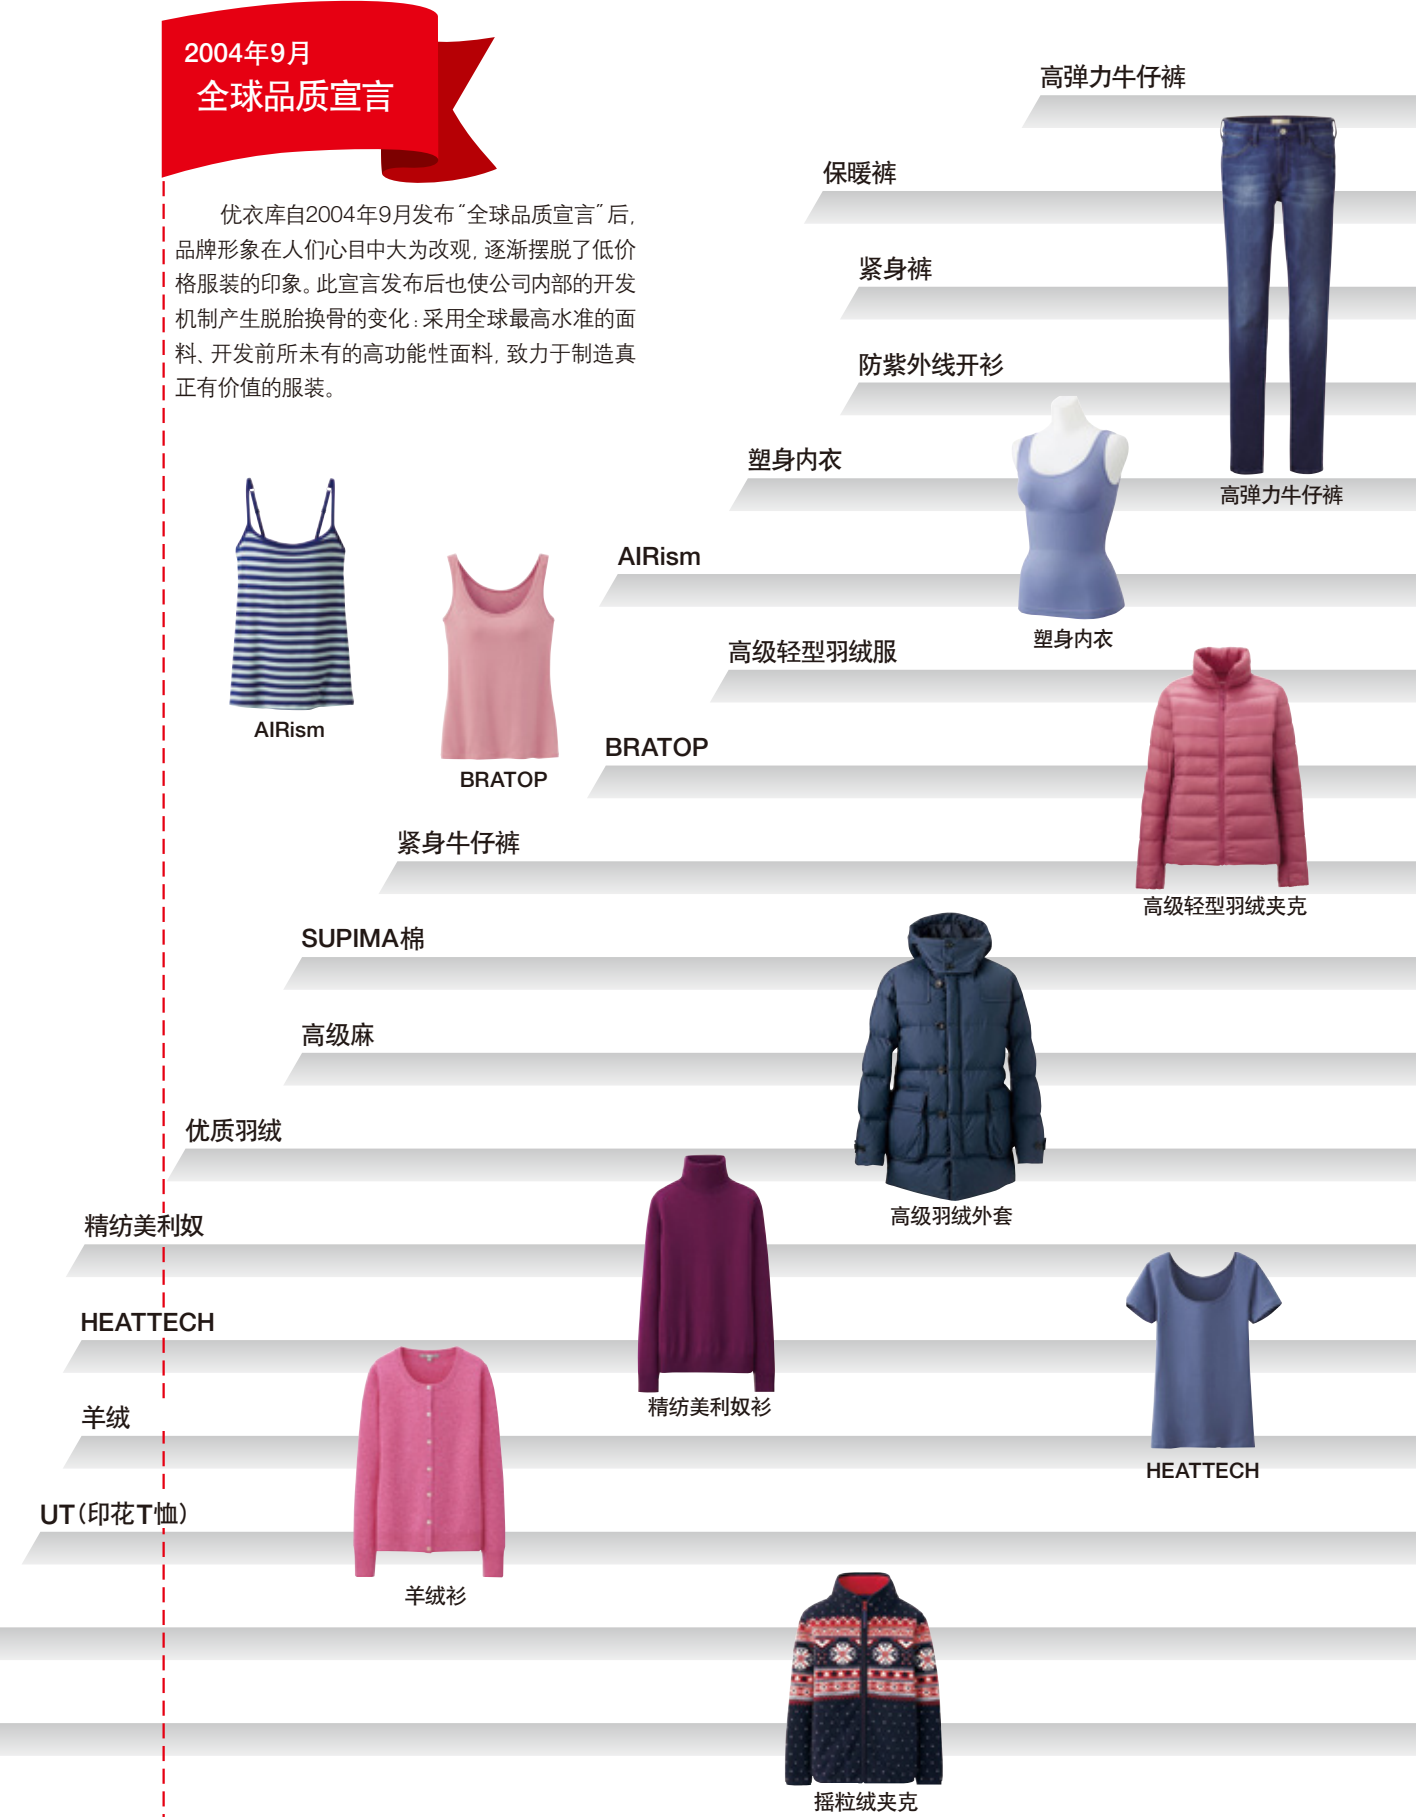 2004年9月
全球品质宣言
优衣库自2004年9月发布“全球品质宣言”后,
品牌形象在人们心目中大为改观, 逐渐摆脱了低价
格服装的印象。此宣言发布后也使公司内部的开发
机制产生脱胎换骨的变化:采用全球最高水准的面
料、开发前所未有的高功能性面料, 致力于制造真
正有价值的服装。
高弹力牛仔裤
保暖裤
紧身裤
防紫外线开衫
塑身内衣
高弹力牛仔裤
AIRism
塑身内衣
高级轻型羽绒服
AIRism
BRATOP
BRATOP
紧身牛仔裤
高级轻型羽绒夹克
SUPIMA棉
高级麻
优质羽绒
高级羽绒外套
精纺美利奴
HEATTECH
精纺美利奴衫
羊绒
HEATTECH
UT(印花T恤)
羊绒衫
摇粒绒夹克